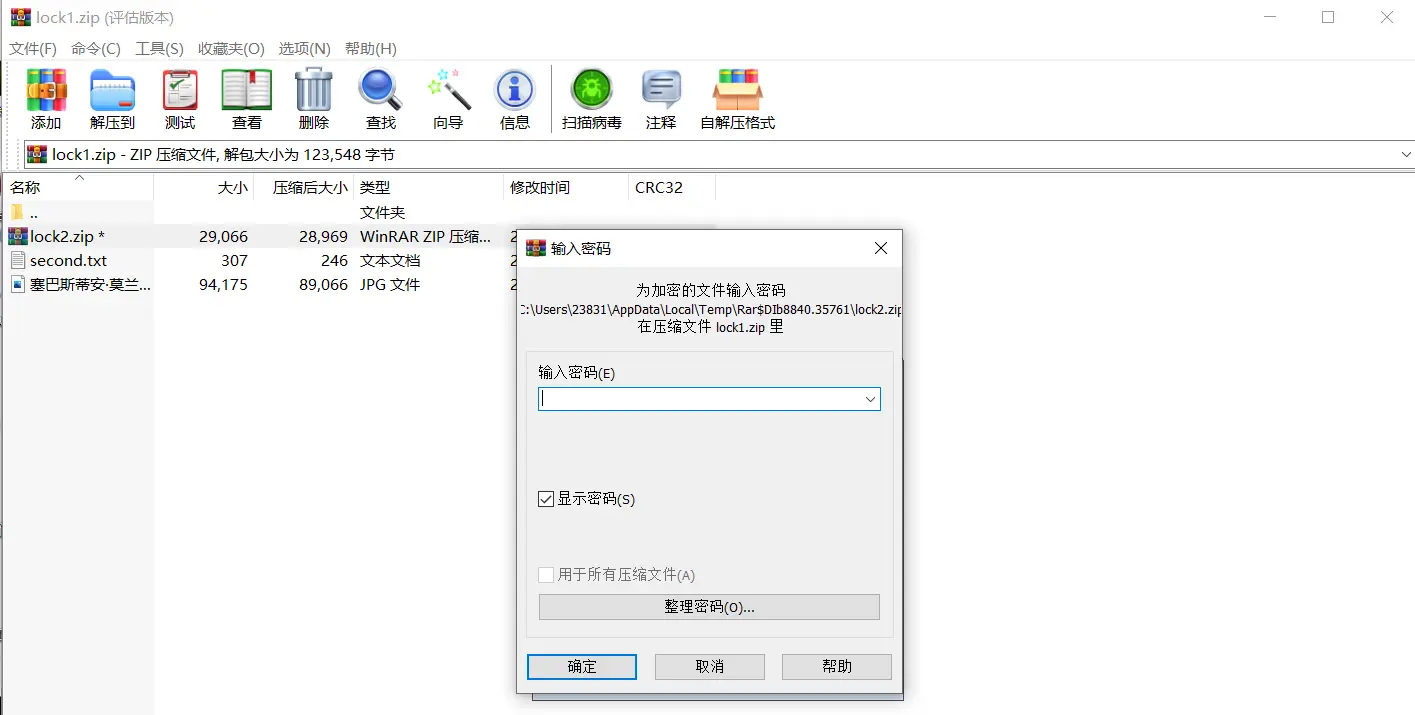 lock1.zip (评估版本)
文件(F) 命令(C) 工具(S) 收藏夹(O) 选项(N) 帮助(H)
添加 解压到 测试 查看 删除 查找 向导 信息 扫描病毒 注释 自解压格式
lock1.zip - ZIP 压缩文件, 解包大小为 123,548 字节
名称 大小 压缩后大小 类型 修改时间 CRC32
.. 文件夹
lock2.zip * 29,066 28,969 WinRAR ZIP 压缩... 2
second.txt 307 246 文本文档 2
塞巴斯蒂安·莫兰... 94,175 89,066 JPG 文件 2
输入密码
为加密的文件输入密码
C:\Users\23831\AppData\Local\Temp\Rar$DIb8840.35761\lock2.zip
在压缩文件 lock1.zip 里
输入密码(E)
显示密码(S)
用于所有压缩文件(A)
整理密码(O)...
确定 取消 帮助